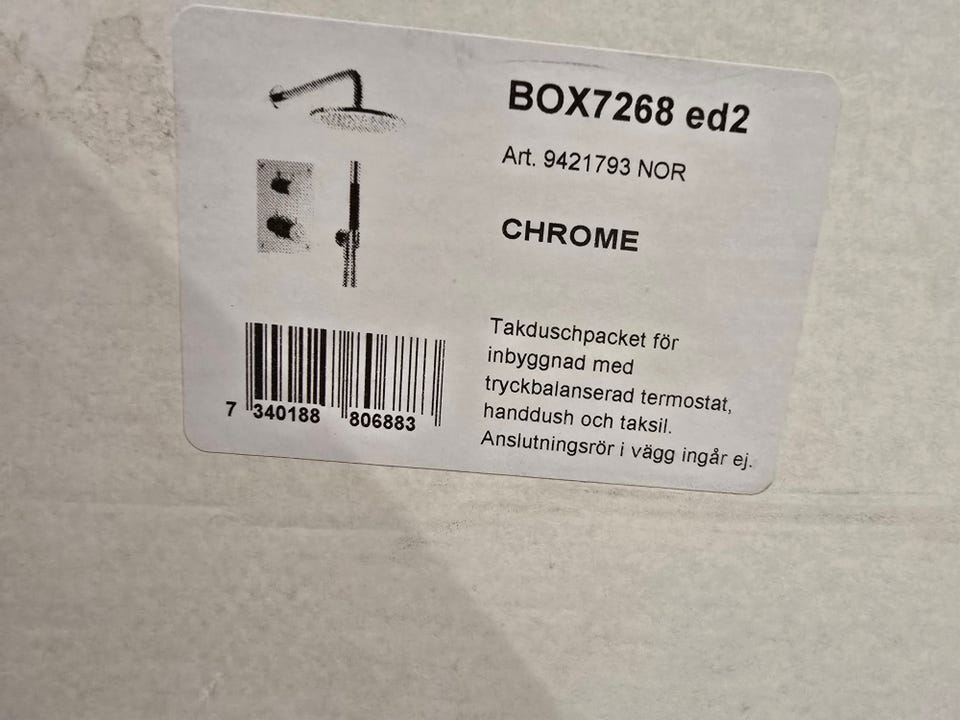 BOX7268 ed2
Art. 9421793 NOR
CHROME
Takduschpacket för
inbyggnad med
tryckbalanserad termostat,
handdush och taksil.
Anslutningsrör i vägg ingår ej.
7 340188 806883